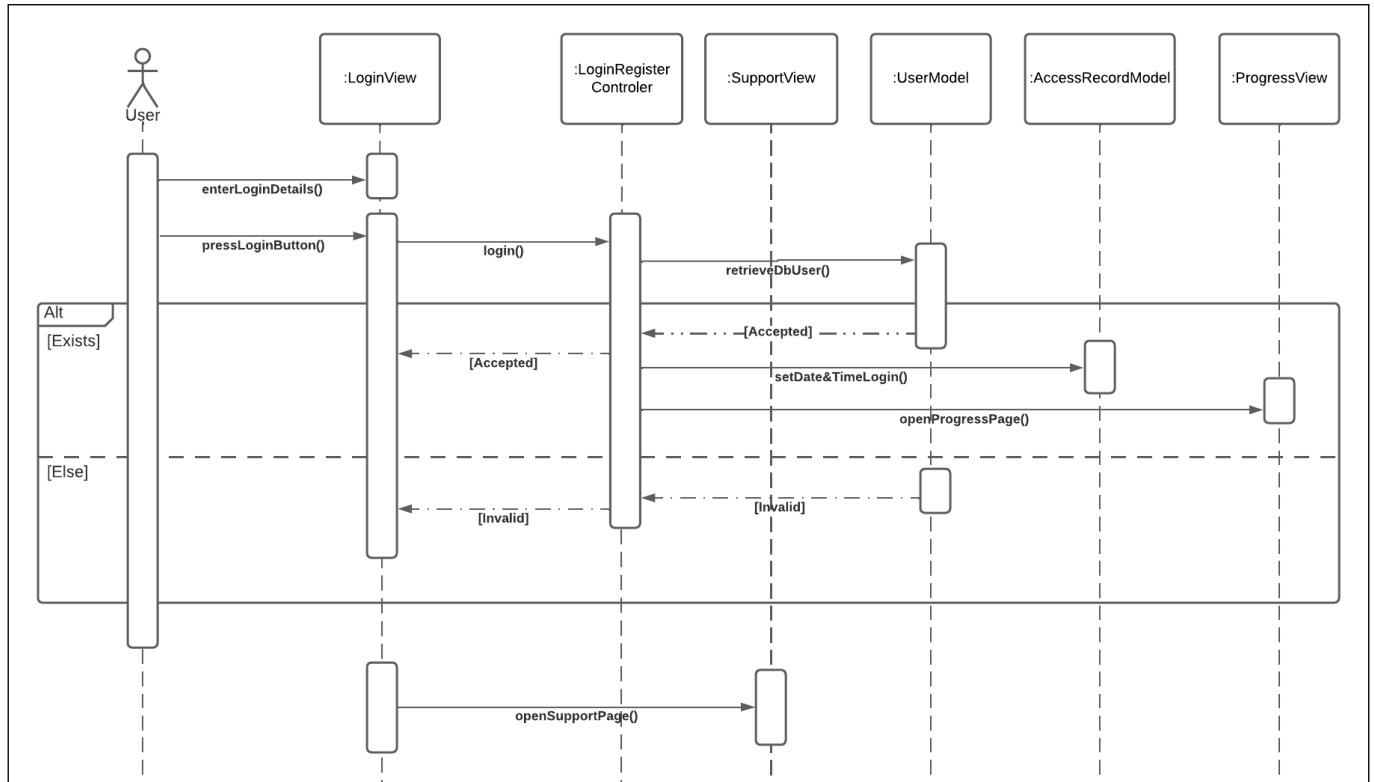 User
:LoginView
:LoginRegister
Controler
:SupportView
:UserModel
:AccessRecordModel
:ProgressView
enterLoginDetails()
pressLoginButton()
login()
retrieveDbUser()
Alt
[Exists]
[Accepted]
[Accepted]
setDate&TimeLogin()
openProgressPage()
[Else]
[Invalid]
[Invalid]
openSupportPage()